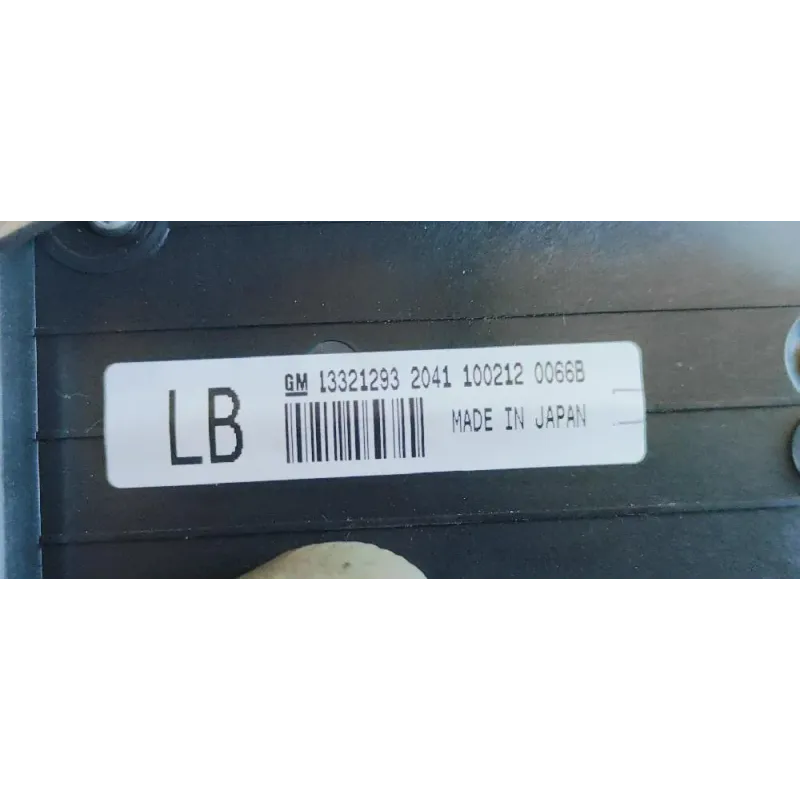 LB
GM 13321293 2041 100212 0066B
MADE IN JAPAN